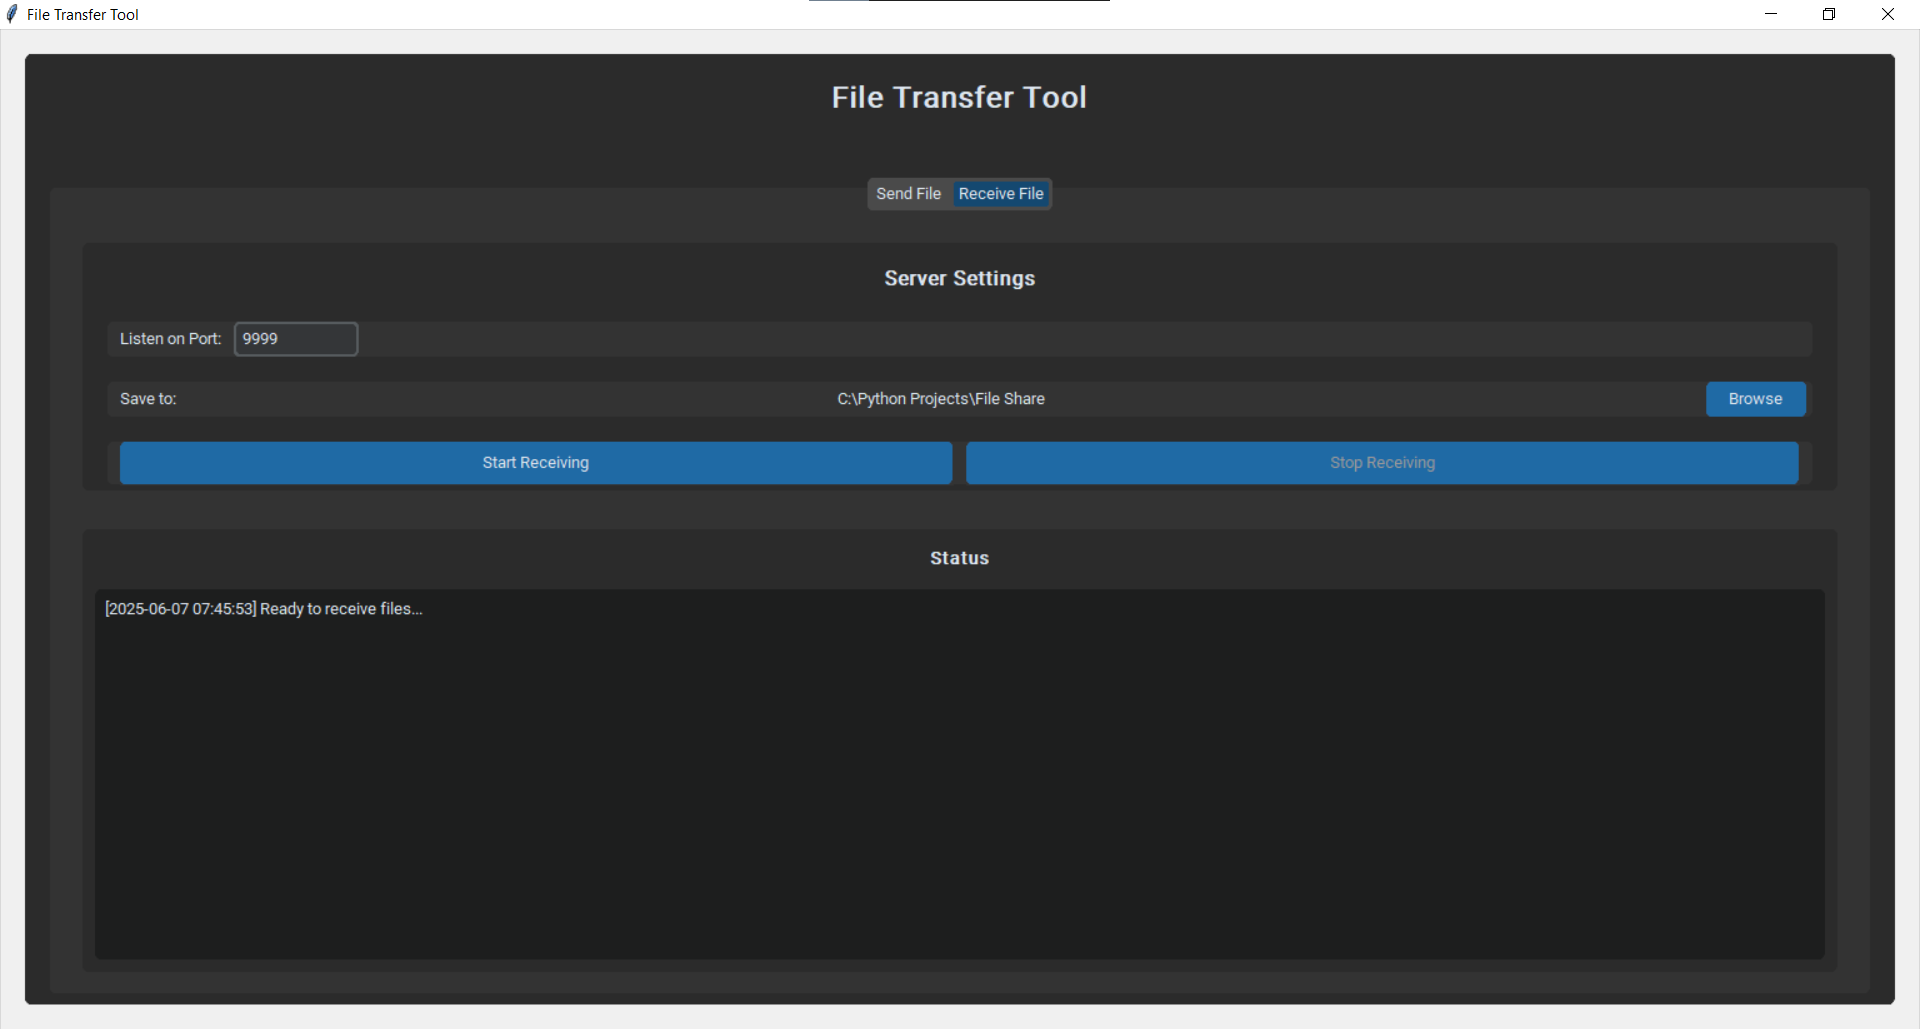 File Transfer Tool
File Transfer Tool
Send File Receive File
Server Settings
Listen on Port: 9999
Save to: C:\Python Projects\File Share Browse
Start Receiving Stop Receiving
Status
[2025-06-07 07:45:53] Ready to receive files...